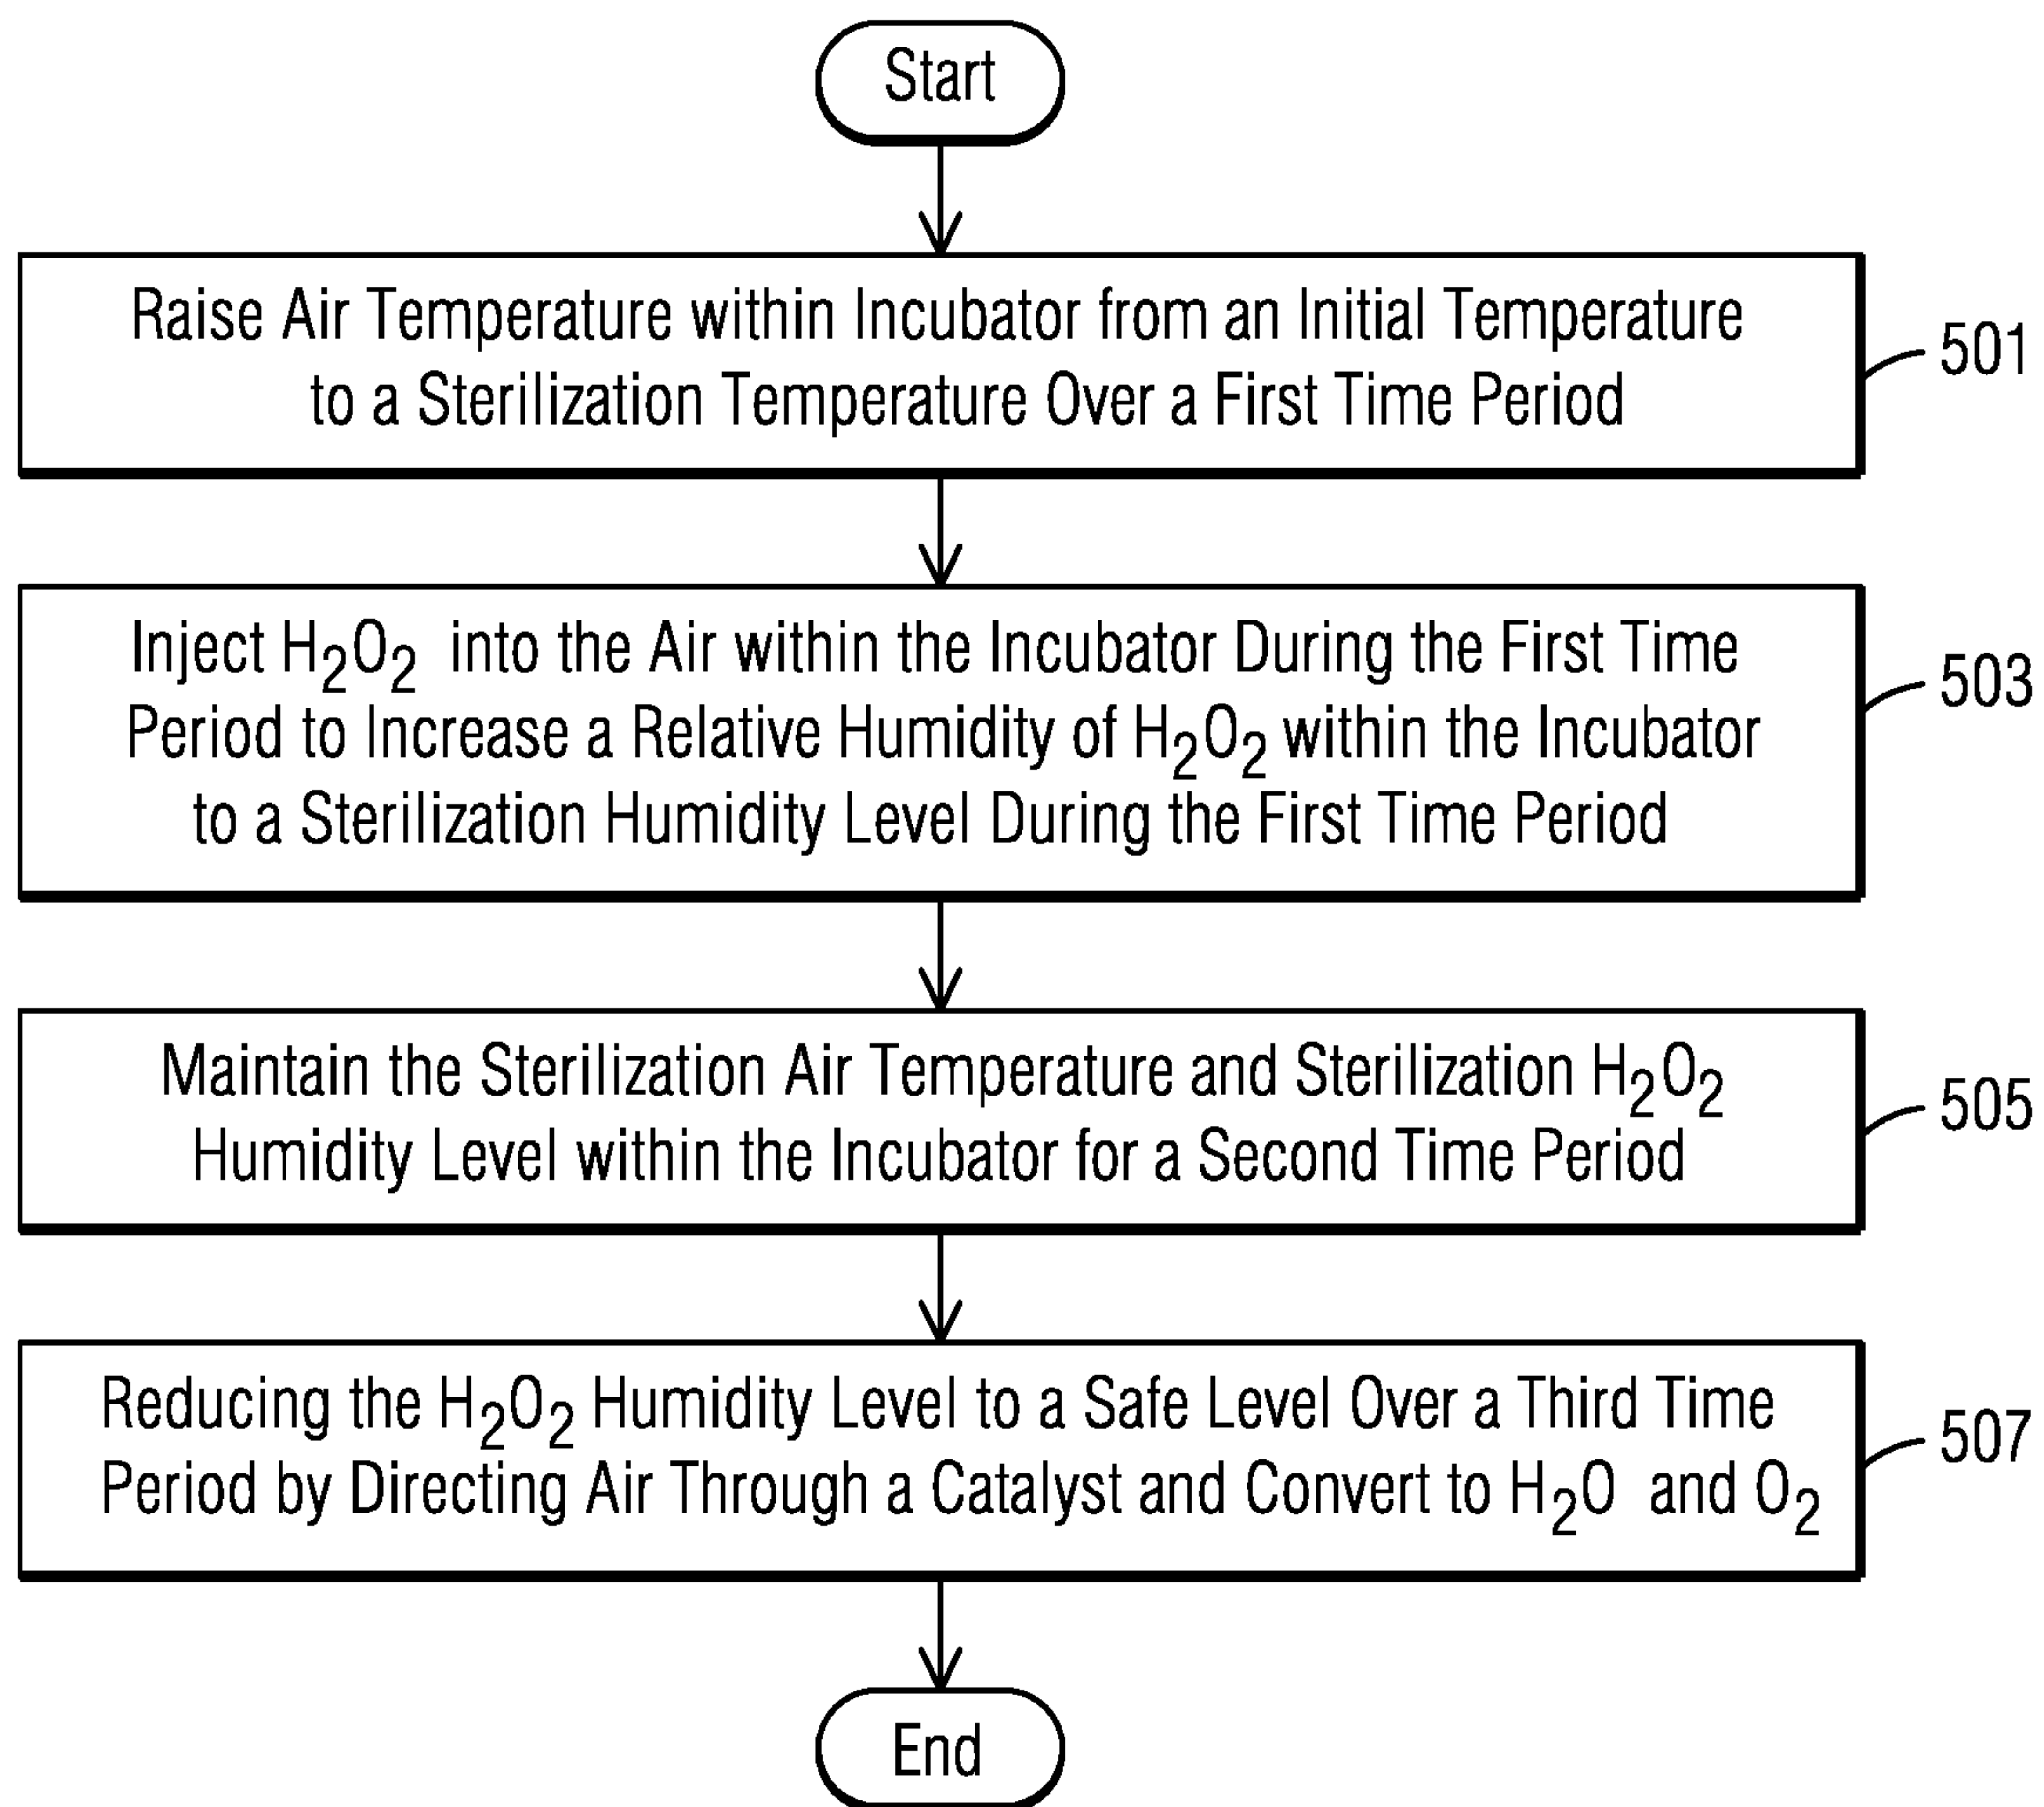 Start
Raise Air Temperature within Incubator from an Initial Temperature
to a Sterilization Temperature Over a First Time Period
501
Inject H₂O₂ into the Air within the Incubator During the First Time
Period to Increase a Relative Humidity of H₂O₂ within the Incubator
to a Sterilization Humidity Level During the First Time Period
503
Maintain the Sterilization Air Temperature and Sterilization H₂O₂
Humidity Level within the Incubator for a Second Time Period
505
Reducing the H₂O₂ Humidity Level to a Safe Level Over a Third Time
Period by Directing Air Through a Catalyst and Convert to H₂O and O₂
507
End